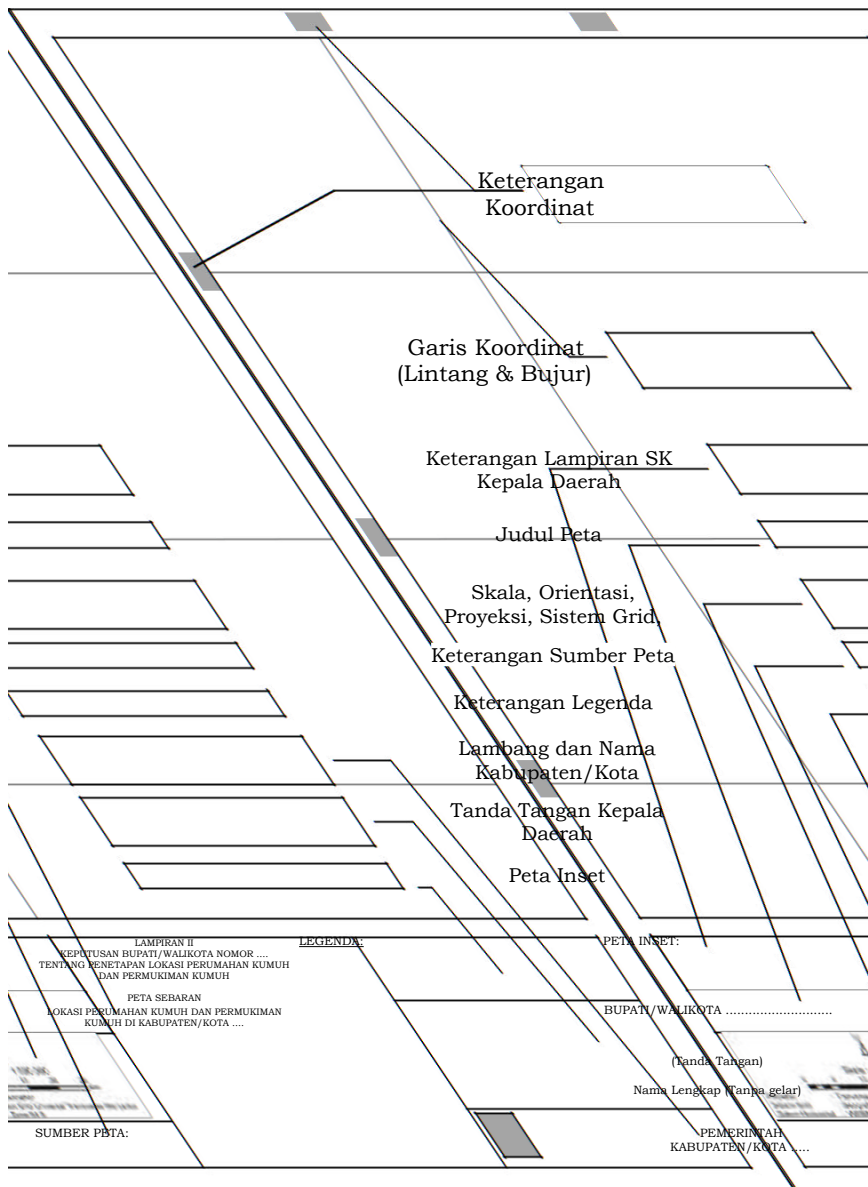 Keterangan
Koordinat
Garis Koordinat
(Lintang & Bujur)
Keterangan Lampiran SK
Kepala Daerah
Judul Peta
Skala, Orientasi,
Proyeksi, Sistem Grid,
Keterangan Sumber Peta
Keterangan Legenda
Lambang dan Nama
Kabupaten/Kota
Tanda Tangan Kepala
Daerah
Peta Inset
LAMPIRAN II
KEPUTUSAN BUPATI/WALIKOTA NOMOR ....
TENTANG PENETAPAN LOKASI PERUMAHAN KUMUH
DAN PERMUKIMAN KUMUH
PETA SEBARAN
LOKASI PERUMAHAN KUMUH DAN PERMUKIMAN
KUMUH DI KABUPATEN/KOTA ....
SUMBER PETA:
LEGENDA:
PETA INSET:
BUPATI/WALIKOTA ............................
(Tanda Tangan)
Nama Lengkap (Tanpa gelar)
PEMERINTAH
KABUPATEN/KOTA .....